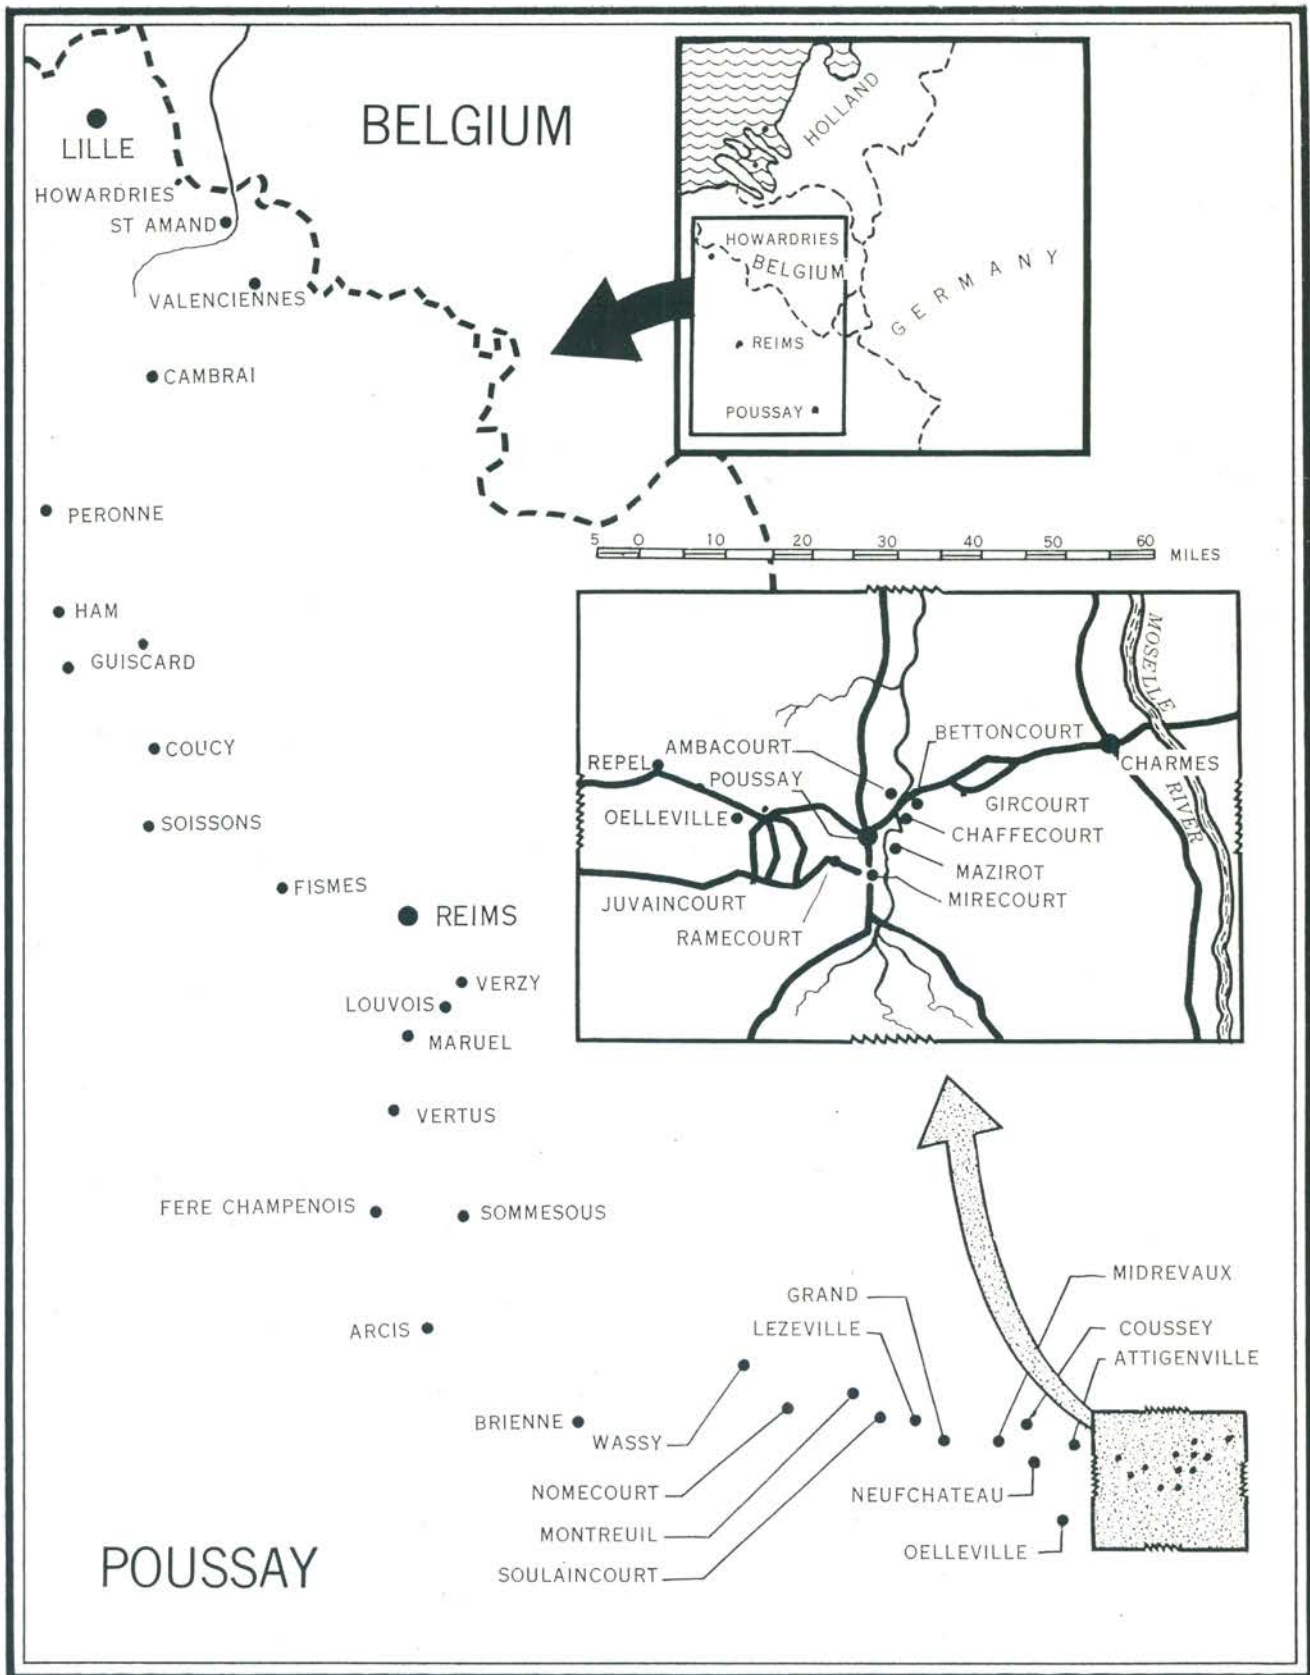 BELGIUM
LILLE
HOWARDRIES
ST AMAND
VALENCIENNES
CAMBRAI
HOLLAND
HOWARDRIES
BELGIUM
GERMANY
REIMS
POUSSAY
PERONNE
HAM
GUISCARD
COUCY
SOISSONS
FISMES
REIMS
VERZY
LOUVOIS
MARUEL
VERTUS
FERE CHAMPENOIS
SOMMESOUS
ARCIS
5 0 10 20 30 40 50 60 MILES
MOSELLE
RIVER
BETTONCOURT
AMBACOURT
REPEL
POUSSAY
CHARMES
GIRCOURT
OELLEVILLE
CHAFFECOURT
MAZIROT
JUVAINCOURT
MIRECOURT
RAMECOURT
MIDREVAUX
GRAND
LEZEVILLE
COUSSEY
ATTIGENVILLE
BRIENNE
WASSY
NOMECOURT
NEUFCHATEAU
MONTREUIL
OELLEVILLE
SOULAINCOURT
POUSSAY